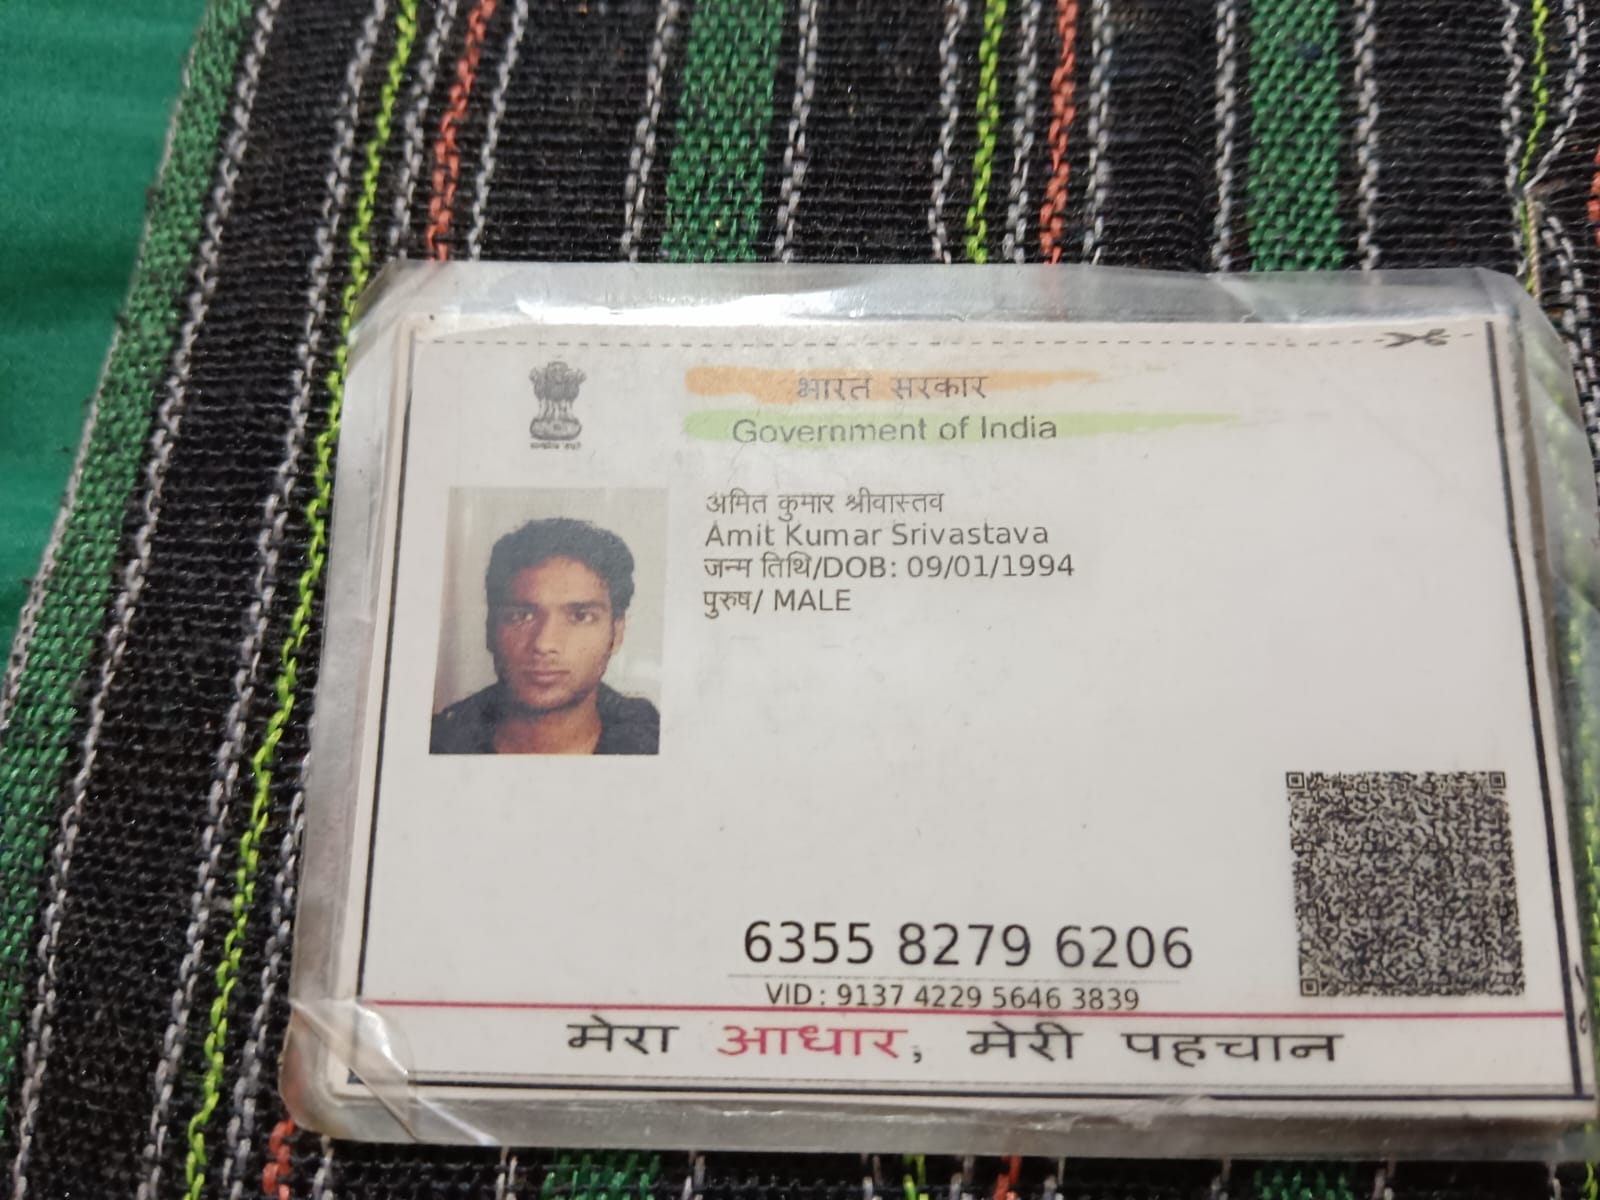 भारत सरकार
Government of India
अमित कुमार श्रीवास्तव
Amit Kumar Srivastava
जन्म तिथि/DOB: 09/01/1994
पुरुष/ MALE
6355 8279 6206
VID : 9137 4229 5646 3839
मेरा आधार, मेरी पहचान